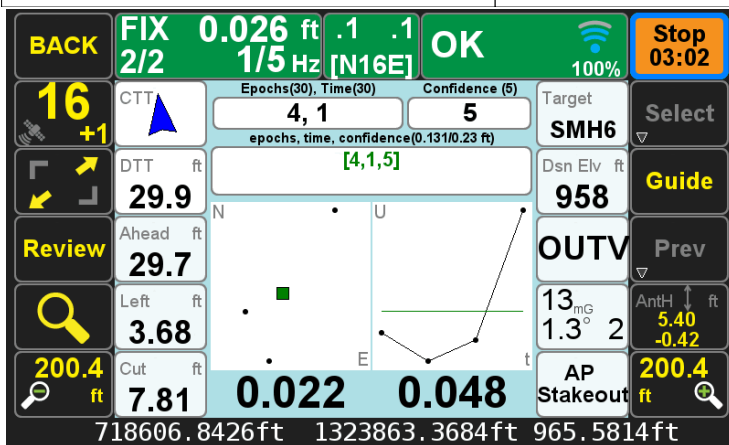 BACK
FIX 0.026 ft
2/2 1/5 Hz
.1 .1
[N16E]
OK
100%
Stop
03:02
16
+1
CTT
Epochs(30), Time(30)
4, 1
Confidence (5)
5
epochs, time, confidence(0.131/0.23 ft)
[4,1,5]
Target
SMH6
Select
DTT ft
29.9
Dsn Elv ft
958
Guide
Review
Ahead ft
29.7
N
U
OUTV
Prev
Left ft
3.68
13mG
1.3° 2
AntH ft
5.40
-0.42
200.4
ft
Cut ft
7.81
E
t
0.022 0.048
AP
Stakeout
200.4
ft
718606.8426ft 1323863.3684ft 965.5814ft